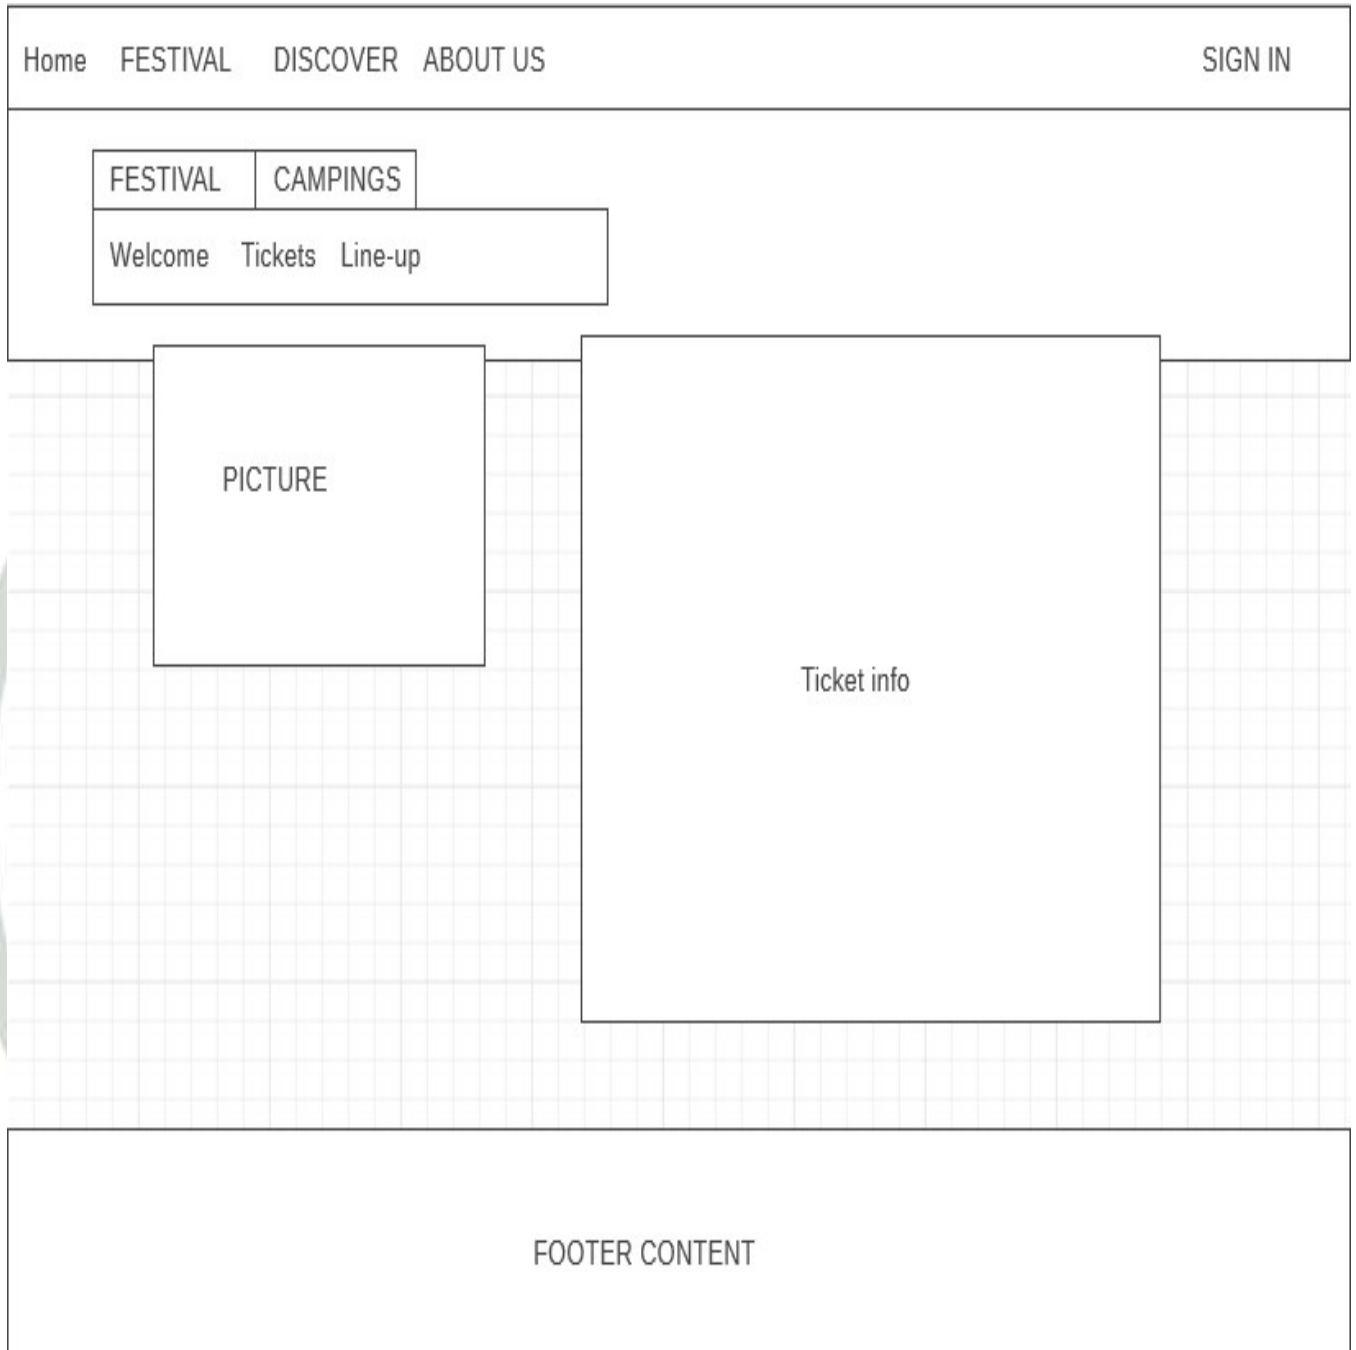 Home FESTIVAL DISCOVER ABOUT US SIGN IN
FESTIVAL CAMPINGS
Welcome Tickets Line-up
PICTURE
Ticket info
FOOTER CONTENT